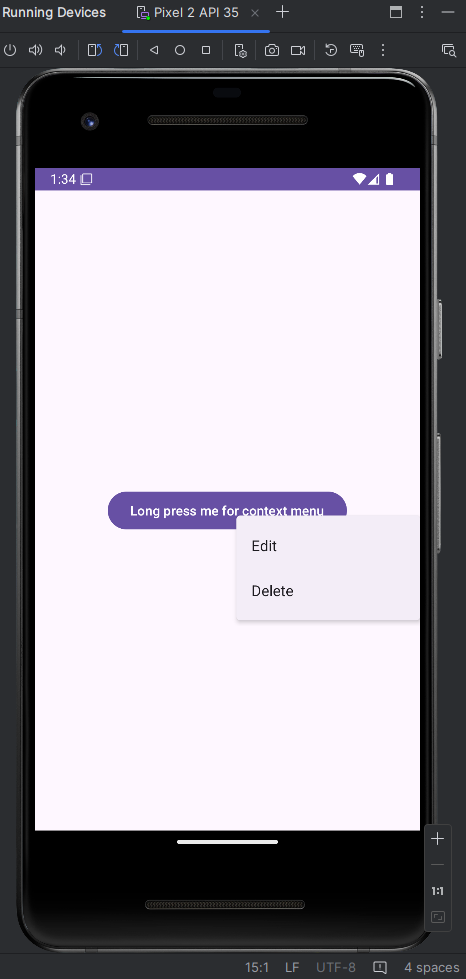 Running Devices
Pixel 2 API 35
1:34
Long press me for context menu
Edit
Delete
1:1
15:1 LF UTF-8 4 spaces